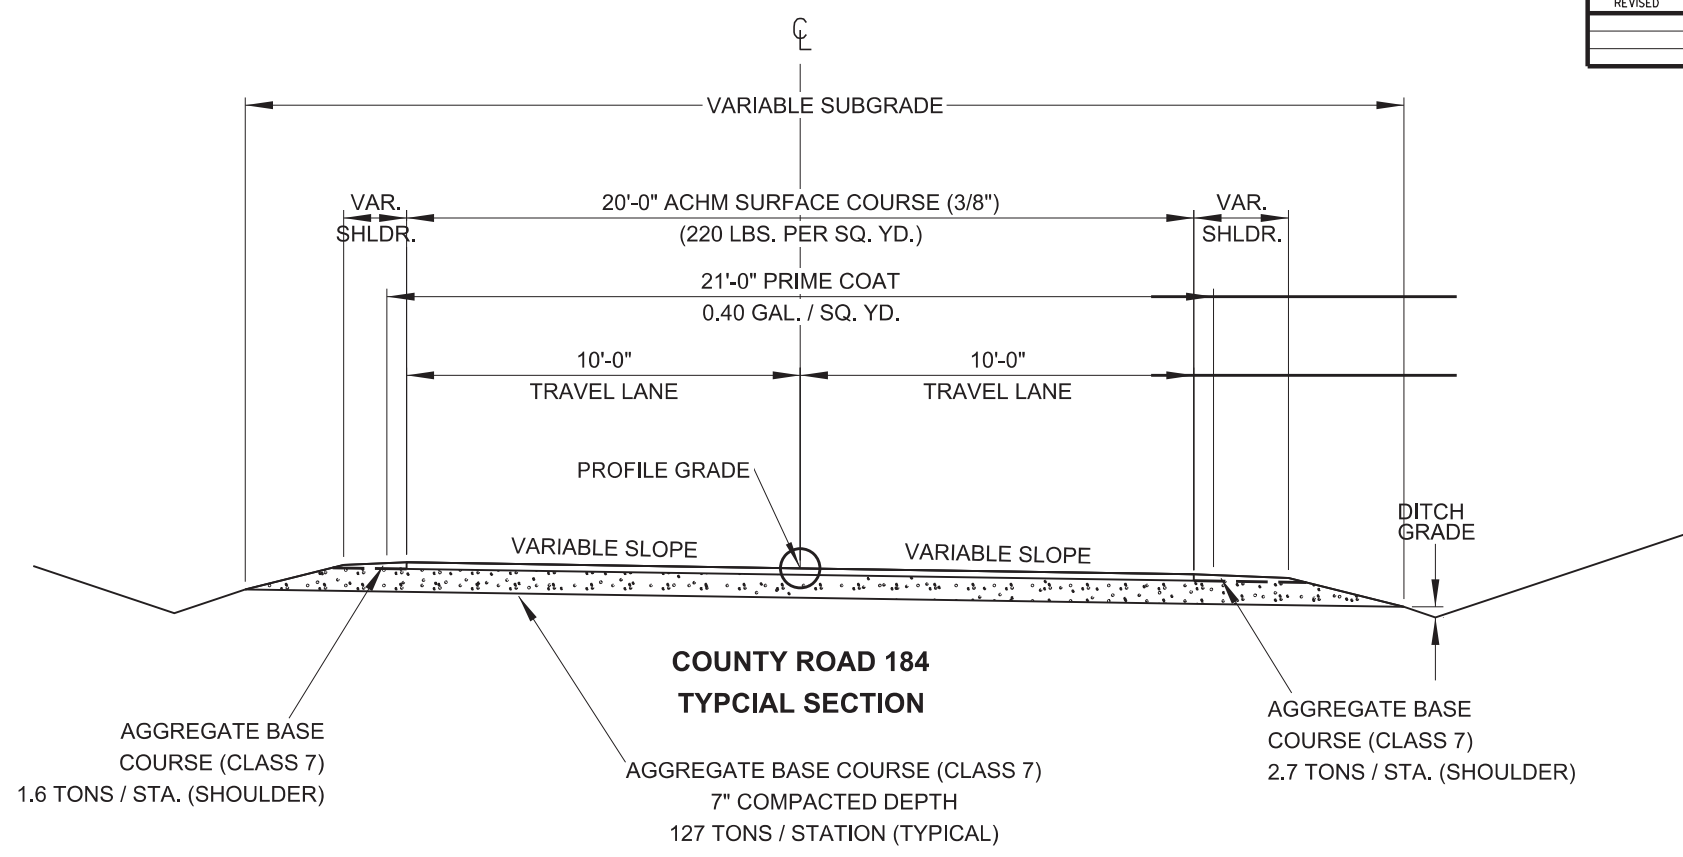 REVISED
℄
VARIABLE SUBGRADE
VAR.
SHLDR.
20'-0" ACHM SURFACE COURSE (3/8")
(220 LBS. PER SQ. YD.)
VAR.
SHLDR.
21'-0" PRIME COAT
0.40 GAL. / SQ. YD.
10'-0"
TRAVEL LANE
10'-0"
TRAVEL LANE
PROFILE GRADE
DITCH
GRADE
VARIABLE SLOPE
VARIABLE SLOPE
COUNTY ROAD 184
TYPCIAL SECTION
AGGREGATE BASE
COURSE (CLASS 7)
1.6 TONS / STA. (SHOULDER)
AGGREGATE BASE COURSE (CLASS 7)
7" COMPACTED DEPTH
127 TONS / STATION (TYPICAL)
AGGREGATE BASE
COURSE (CLASS 7)
2.7 TONS / STA. (SHOULDER)